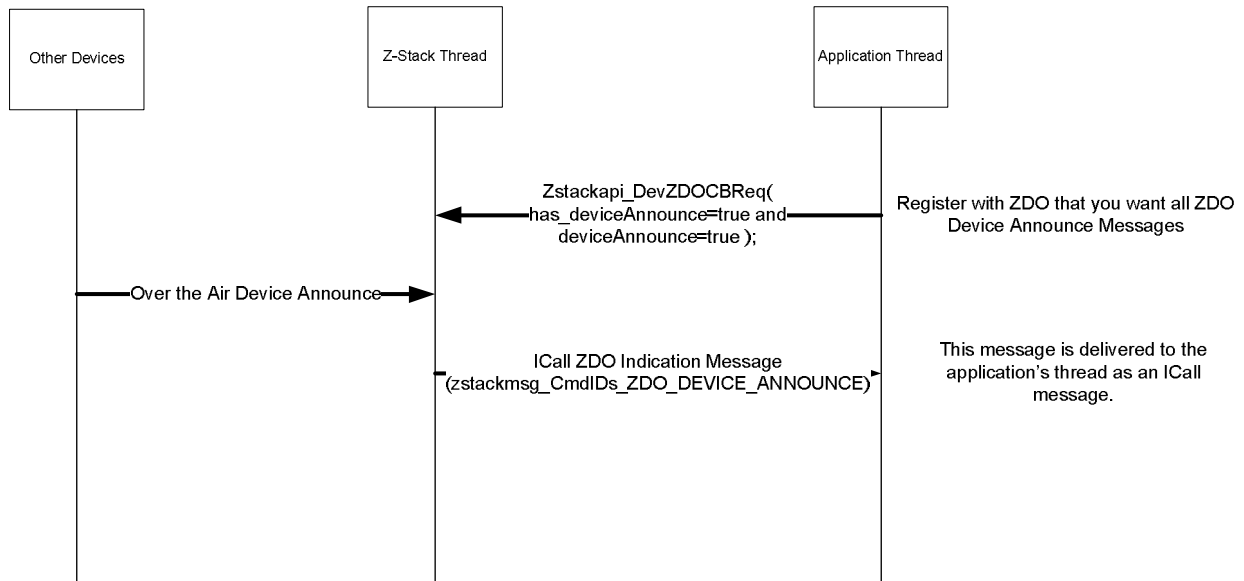 Other Devices
Z-Stack Thread
Application Thread
Zstackapi_DevZDOCBReq(
has_deviceAnnounce=true and
deviceAnnounce=true );
Register with ZDO that you want all ZDO
Device Announce Messages
Over the Air Device Announce
ICall ZDO Indication Message
(zstackmsg_CmdIDs_ZDO_DEVICE_ANNOUNCE)
This message is delivered to the
application's thread as an ICall
message.